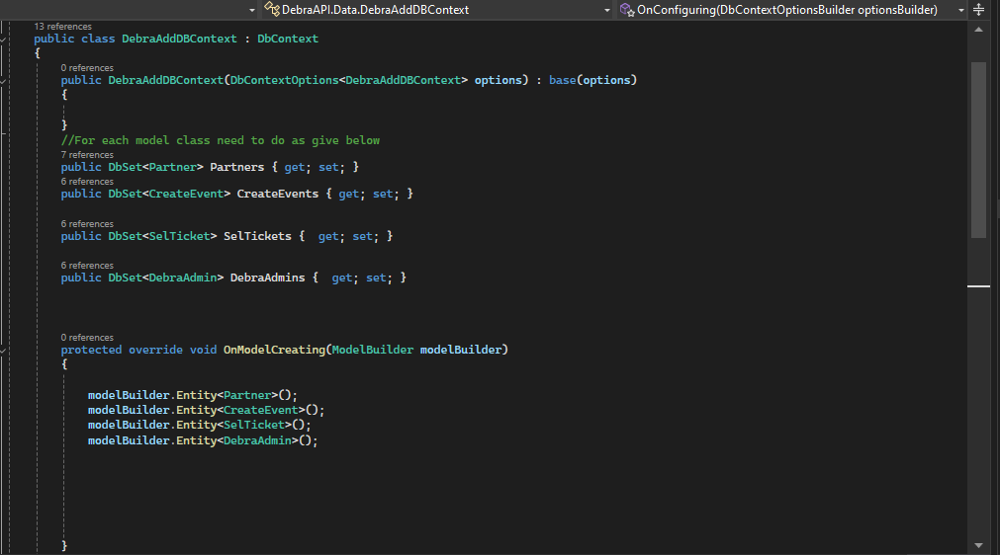 DebraAPI.Data.DebraAddDBContext
OnConfiguring(DbContextOptionsBuilder optionsBuilder)
13 references
public class DebraAddDBContext : DbContext
{
0 references
public DebraAddDBContext(DbContextOptions<DebraAddDBContext> options) : base(options)
{
}
//For each model class need to do as give below
7 references
public DbSet<Partner> Partners { get; set; }
6 references
public DbSet<CreateEvent> CreateEvents { get; set; }
6 references
public DbSet<SelTicket> SelTickets {  get; set; }
6 references
public DbSet<DebraAdmin> DebraAdmins {  get; set; }
0 references
protected override void OnModelCreating(ModelBuilder modelBuilder)
{
modelBuilder.Entity<Partner>();
modelBuilder.Entity<CreateEvent>();
modelBuilder.Entity<SelTicket>();
modelBuilder.Entity<DebraAdmin>();
}